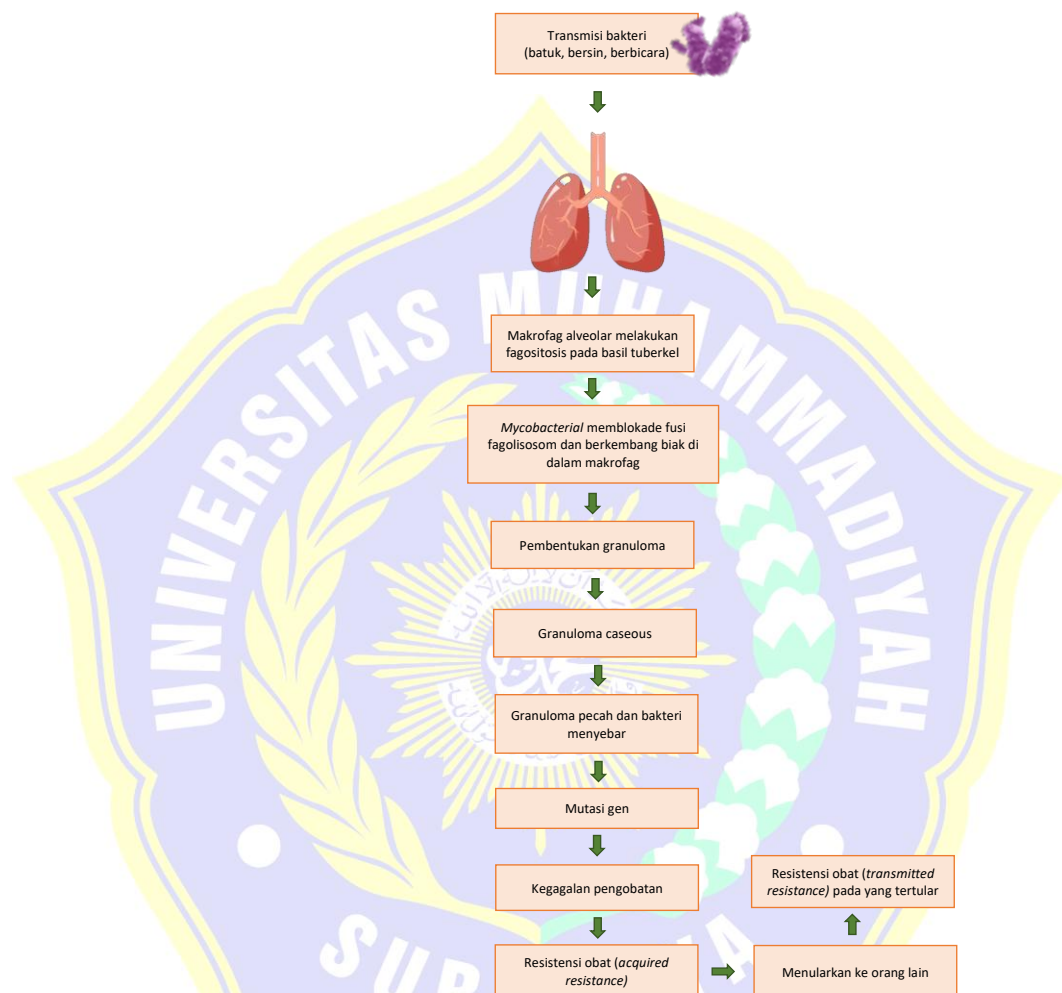 Transmisi bakteri
(batuk, bersin, berbicara)
Makrofag alveolar melakukan
fagositosis pada basil tuberkel
Mycobacterial memblokade fusi
fagolisosom dan berkembang biak di
dalam makrofag
Pembentukan granuloma
Granuloma caseous
Granuloma pecah dan bakteri
menyebar
Mutasi gen
Kegagalan pengobatan
Resistensi obat (acquired
resistance)
Menularkan ke orang lain
Resistensi obat (transmitted
resistance) pada yang tertular
UNIVERSITAS MUHAMMADIYAH